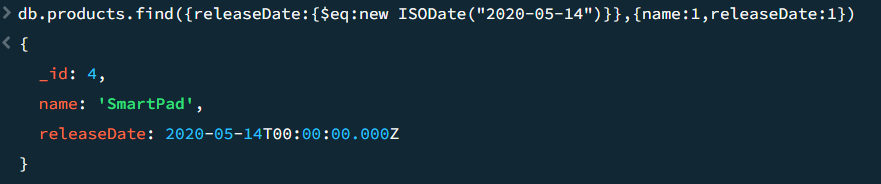 > db.products.find({releaseDate:{$eq:new ISODate("2020-05-14")}},{name:1,releaseDate:1})
< {
_id: 4,
name: 'SmartPad',
releaseDate: 2020-05-14T00:00:00.000Z
}